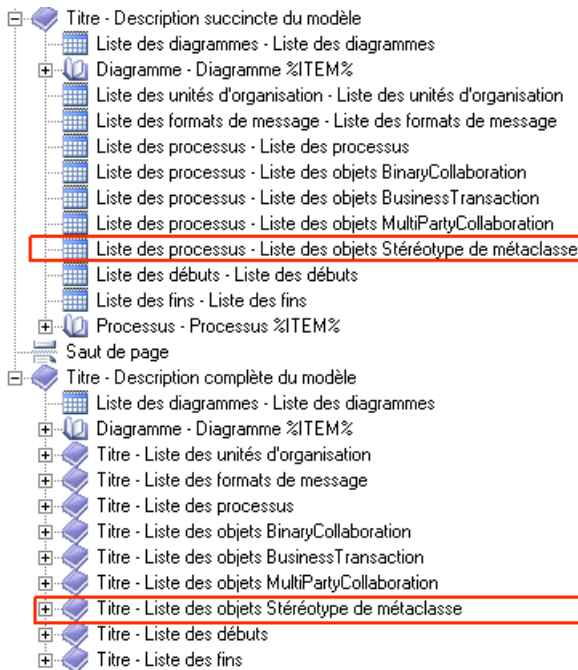 Titre - Description succincte du modèle
Liste des diagrammes - Liste des diagrammes
Diagramme - Diagramme %ITEM%
Liste des unités d'organisation - Liste des unités d'organisation
Liste des formats de message - Liste des formats de message
Liste des processus - Liste des processus
Liste des processus - Liste des objets BinaryCollaboration
Liste des processus - Liste des objets BusinessTransaction
Liste des processus - Liste des objets MultiPartyCollaboration
Liste des processus - Liste des objets Stéréotype de métaclasse
Liste des débuts - Liste des débuts
Liste des fins - Liste des fins
Processus - Processus %ITEM%
Saut de page
Titre - Description complète du modèle
Liste des diagrammes - Liste des diagrammes
Diagramme - Diagramme %ITEM%
Titre - Liste des unités d'organisation
Titre - Liste des formats de message
Titre - Liste des processus
Titre - Liste des objets BinaryCollaboration
Titre - Liste des objets BusinessTransaction
Titre - Liste des objets MultiPartyCollaboration
Titre - Liste des objets Stéréotype de métaclasse
Titre - Liste des débuts
Titre - Liste des fins